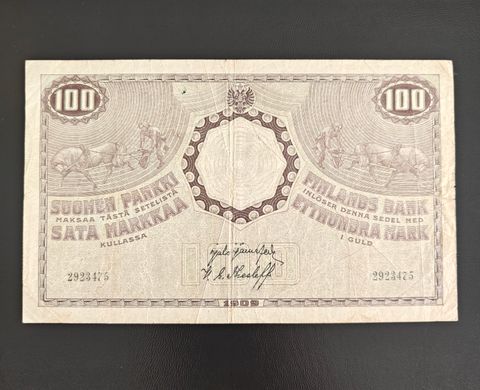 100
100
SUOMEN PANKKI
MAKSAA TÄSTÄ SETELISTÄ
SATA MARKKAA
KULLASSA
FINLANDS BANK
INLÖSER DENNA SEDEL MED
ETTHUNDRA MARK
I GULD
100
2923475
2923475
1909